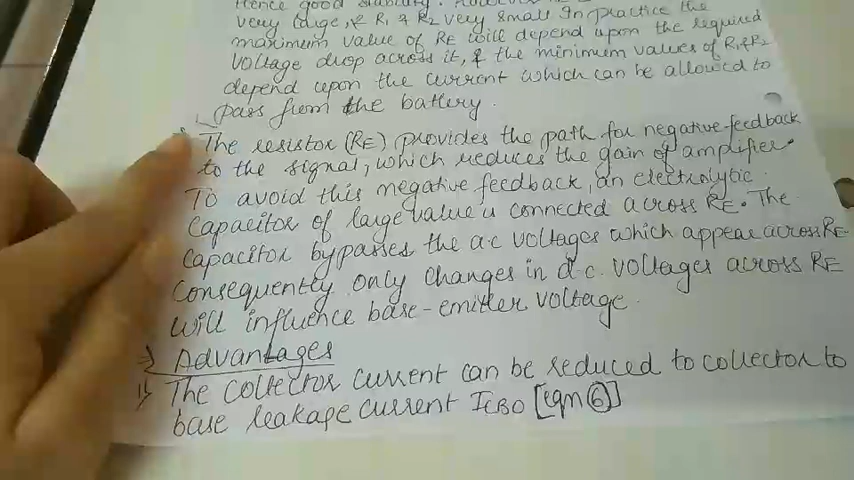 Hence good stability. However
very large, & R1 & R2 very small In practice the
maximum value of RE will depend upon the required
voltage drop across it, & the minimum values of R1 & R2
depend upon the current which can be allowed to
pass from the battery.
The resistor (RE) provides the path for negative feedback
to the signal, which reduces the gain of amplifier.
To avoid this negative feedback, an electrolytic
capacitor of large value is connected across RE. The
capacitor bypasses the a.c voltages which appear across RE.
Consequently only changes in d.c. voltages across RE
will influence base-emitter voltage.
→ Advantages
1) The collector current can be reduced to collector to
base leakage current ICBO [eqn ⑥]